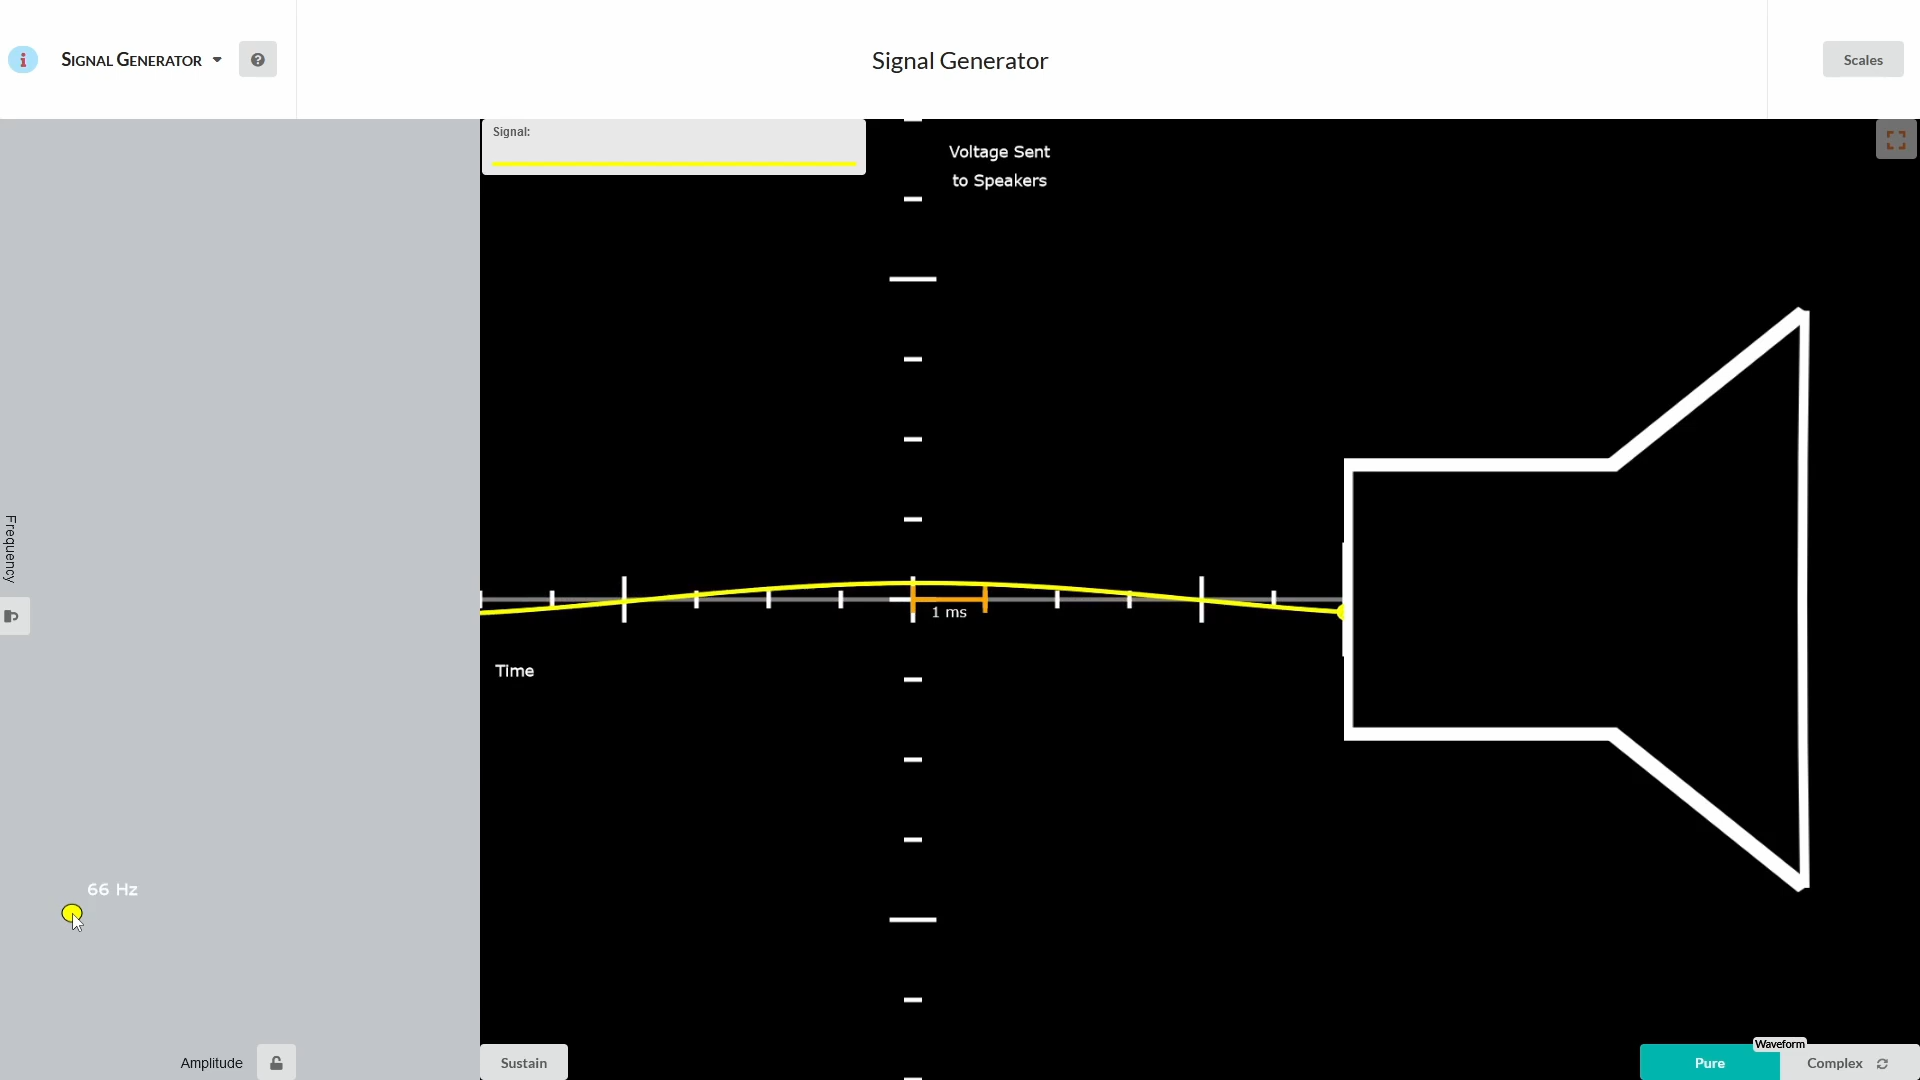 SIGNAL GENERATOR
Signal Generator
Scales
Signal:
Voltage Sent
to Speakers
Frequency
1 ms
Time
66 Hz
Amplitude
Sustain
Waveform
Pure
Complex